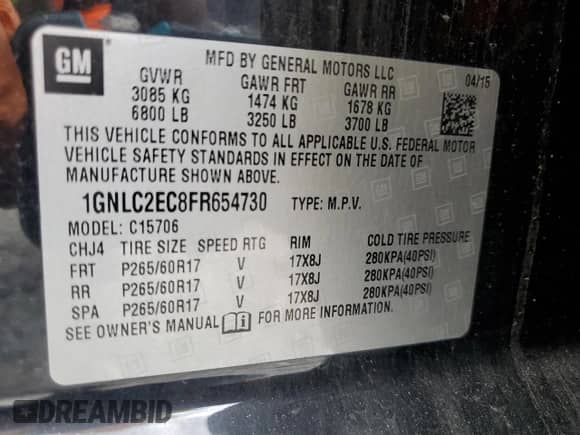 GM
MFD BY GENERAL MOTORS LLC
04/15
GVWR GAWR FRT GAWR RR
3085 KG 1474 KG 1678 KG
6800 LB 3250 LB 3700 LB
THIS VEHICLE CONFORMS TO ALL APPLICABLE U.S. FEDERAL MOTOR
VEHICLE SAFETY STANDARDS IN EFFECT ON THE DATE OF
MANUFACTURE SHOWN ABOVE.
1GNLC2EC8FR654730 TYPE: M.P.V.
MODEL: C15706
CHJ4 TIRE SIZE SPEED RTG RIM COLD TIRE PRESSURE
FRT P265/60R17 V 17X8J 280KPA(40PSI)
RR P265/60R17 V 17X8J 280KPA(40PSI)
SPA P265/60R17 V 17X8J 280KPA(40PSI)
SEE OWNER'S MANUAL FOR MORE INFORMATION.
DREAMBID